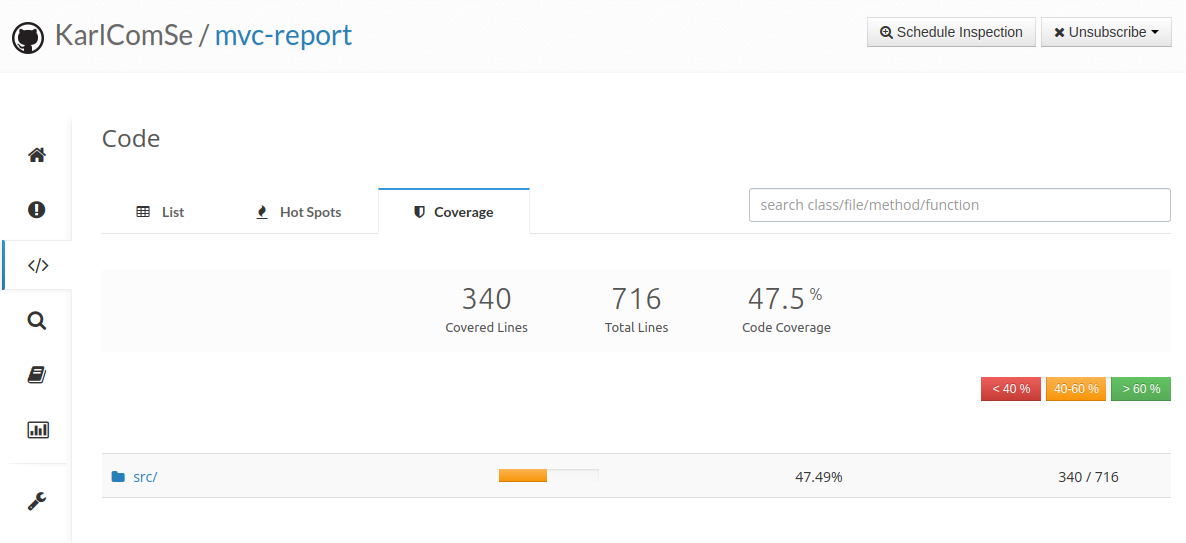 KarlComSe / mvc-report
Schedule Inspection
Unsubscribe
Code
List
Hot Spots
Coverage
search class/file/method/function
340
Covered Lines
716
Total Lines
47.5 %
Code Coverage
< 40 %
40-60 %
> 60 %
src/
47.49%
340 / 716